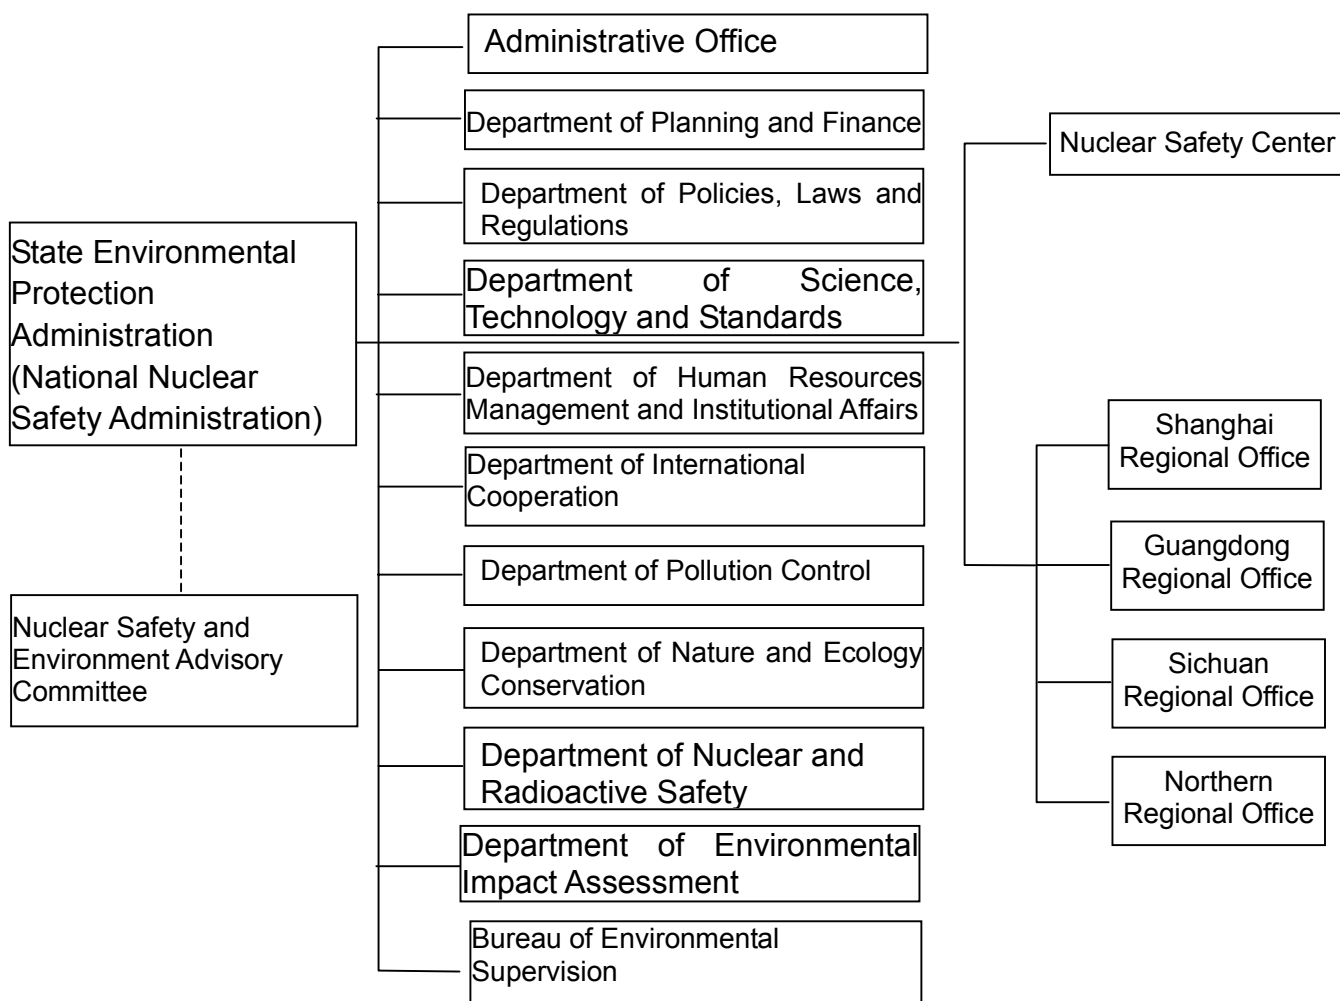 State Environmental
Protection
Administration
(National Nuclear
Safety Administration)
Nuclear Safety and
Environment Advisory
Committee
Administrative Office
Department of Planning and Finance
Department of Policies, Laws and
Regulations
Department of Science,
Technology and Standards
Department of Human Resources
Management and Institutional Affairs
Department of International
Cooperation
Department of Pollution Control
Department of Nature and Ecology
Conservation
Department of Nuclear and
Radioactive Safety
Department of Environmental
Impact Assessment
Bureau of Environmental
Supervision
Nuclear Safety Center
Shanghai
Regional Office
Guangdong
Regional Office
Sichuan
Regional Office
Northern
Regional Office